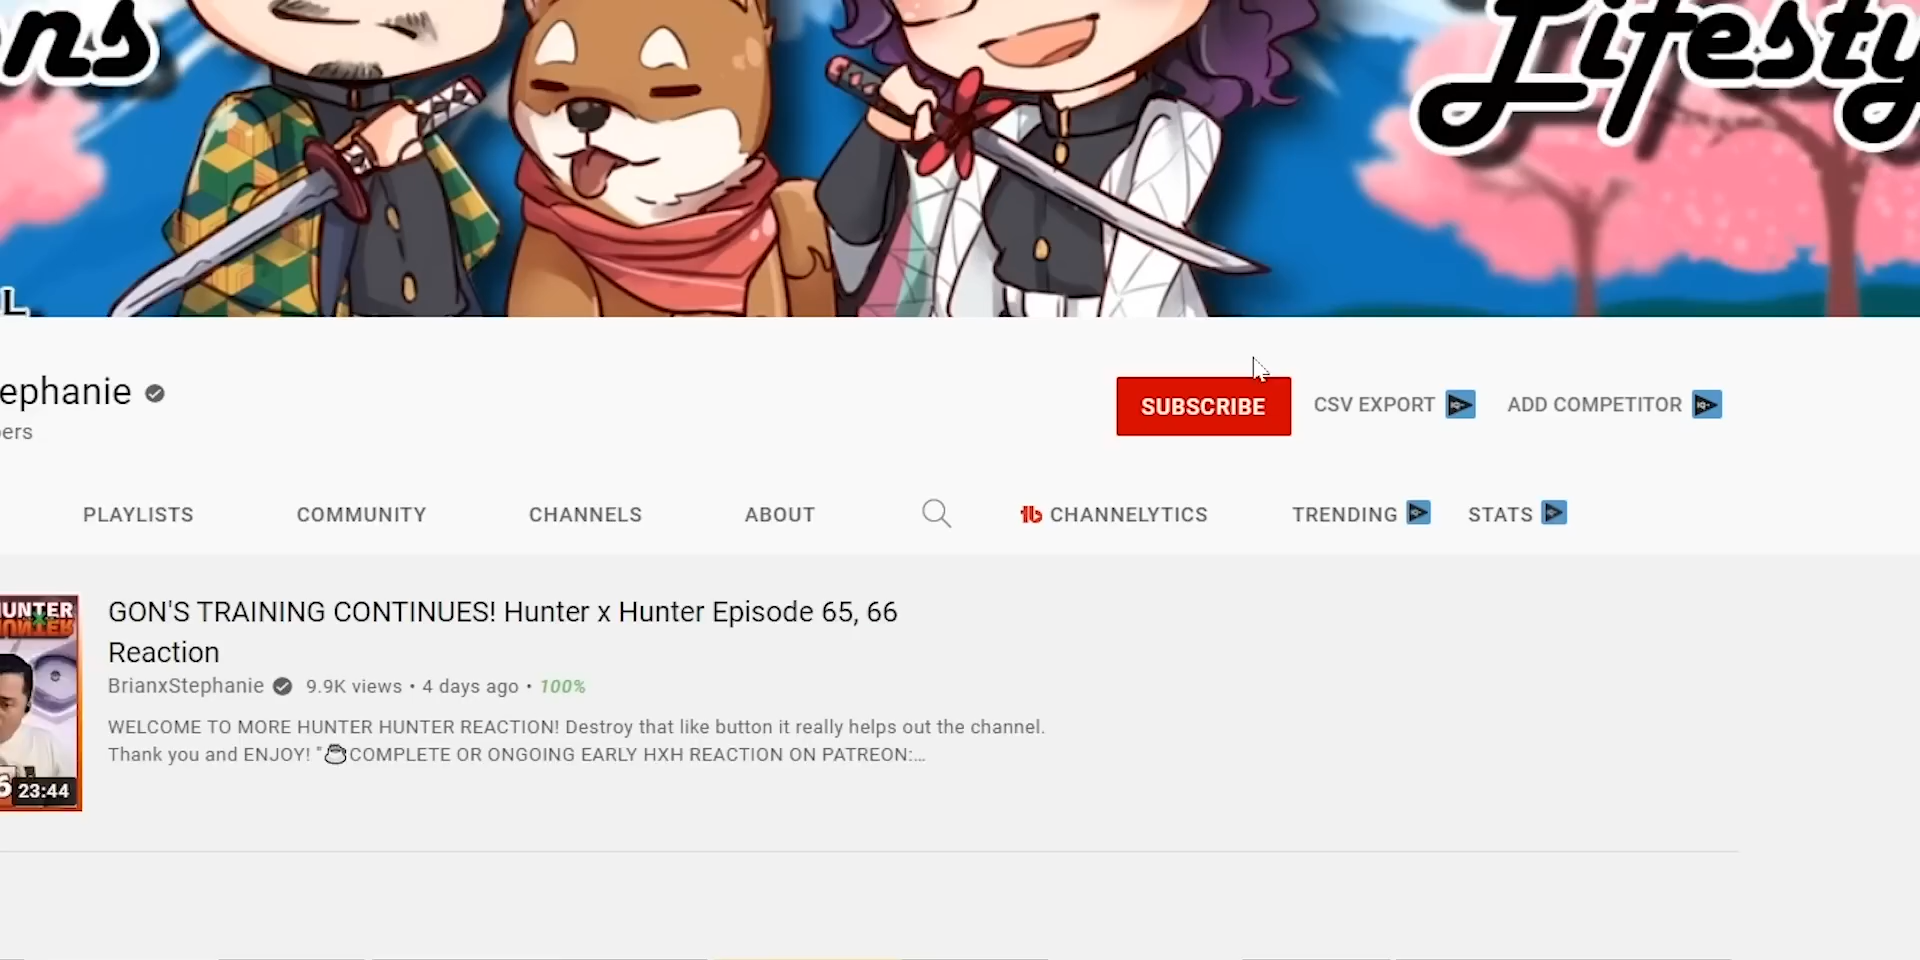 ns
Lifesty
L
ephanie
ers
SUBSCRIBE
CSV EXPORT
ADD COMPETITOR
PLAYLISTS
COMMUNITY
CHANNELS
ABOUT
CHANNELYTICS
TRENDING
STATS
UNTER
HUNTER
GON'S TRAINING CONTINUES! Hunter x Hunter Episode 65, 66
Reaction
BrianxStephanie 9.9K views • 4 days ago • 100%
WELCOME TO MORE HUNTER HUNTER REACTION! Destroy that like button it really helps out the channel.
Thank you and ENJOY! "☕COMPLETE OR ONGOING EARLY HXH REACTION ON PATREON:...
6 23:44